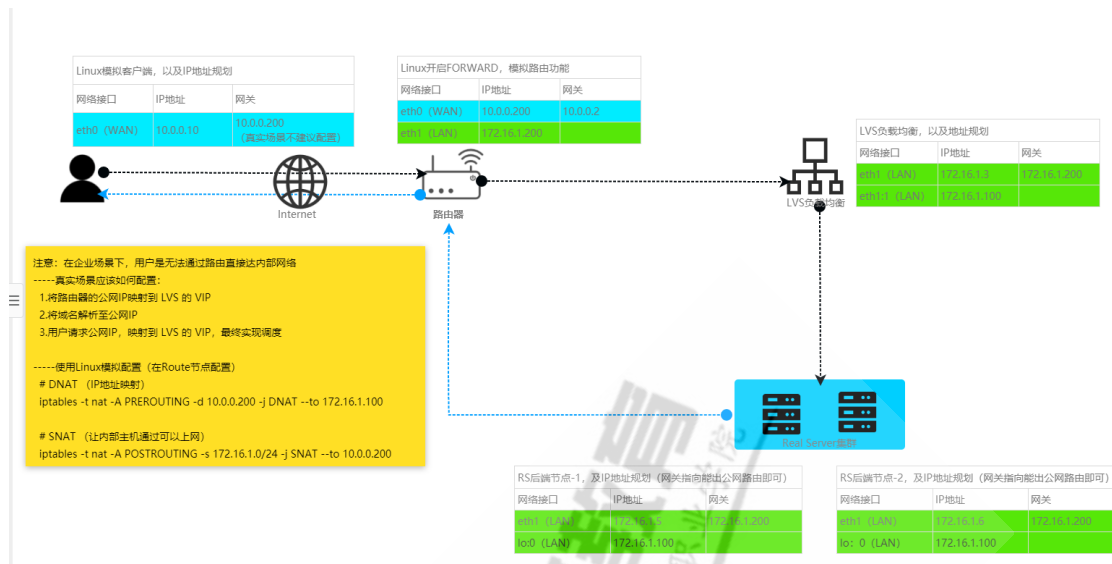 Linux模拟客户端，以及IP地址规划
网络接口 IP地址 网关
eth0（WAN） 10.0.0.10 10.0.0.200
（真实场景不建议配置）
Linux开启FORWARD，模拟路由功能
网络接口 IP地址 网关
eth0（WAN） 10.0.0.200 10.0.0.2
eth1（LAN） 172.16.1.200
LVS负载均衡，以及地址规划
网络接口 IP地址 网关
eth1（LAN） 172.16.1.3 172.16.1.200
eth1:1（LAN） 172.16.1.100
Internet
路由器
LVS负载均衡
注意：在企业场景下，用户是无法通过路由直接达内部网络
-----真实场景应该如何配置：
1.将路由器的公网IP映射到 LVS 的 VIP
2.将域名解析至公网IP
3.用户请求公网IP，映射到 LVS 的 VIP，最终实现调度
-----使用Linux模拟配置（在Route节点配置）
# DNAT （IP地址映射）
iptables -t nat -A PREROUTING -d 10.0.0.200 -j DNAT --to 172.16.1.100
# SNAT （让内部主机通过可以上网）
iptables -t nat -A POSTROUTING -s 172.16.1.0/24 -j SNAT --to 10.0.0.200
Real Server集群
RS后端节点-1，及IP地址规划（网关指向能出公网路由即可）
网络接口 IP地址 网关
eth1（LAN） 172.16.1.5 172.16.1.200
lo:0（LAN） 172.16.1.100
RS后端节点-2，及IP地址规划（网关指向能出公网路由即可）
网络接口 IP地址 网关
eth1（LAN） 172.16.1.6 172.16.1.200
lo：0（LAN） 172.16.1.100
教育
职业学院